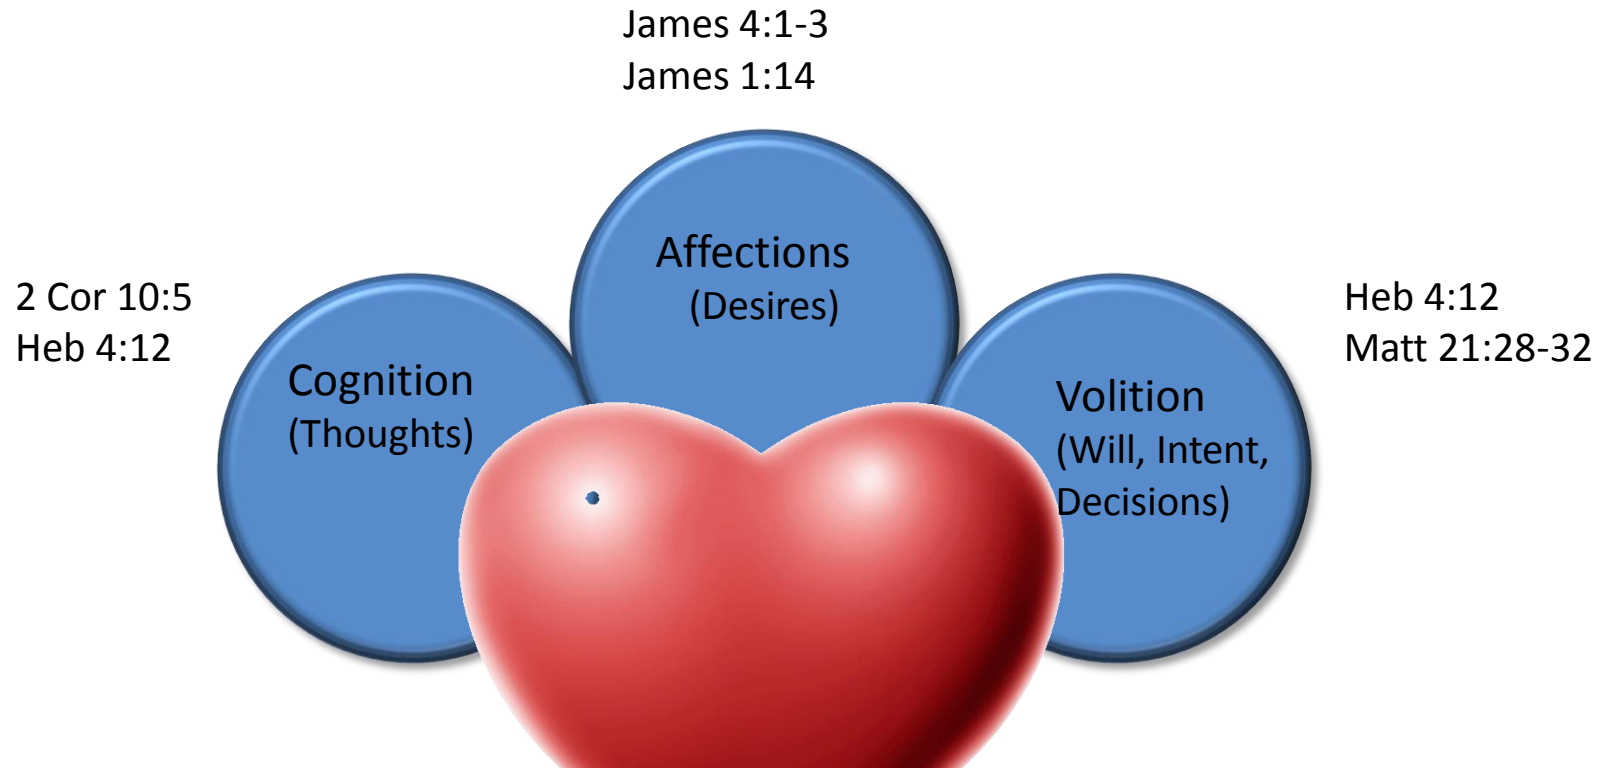 James 4:1-3
James 1:14
Affections
(Desires)
2 Cor 10:5
Heb 4:12
Cognition
(Thoughts)
Volition
(Will, Intent,
Decisions)
Heb 4:12
Matt 21:28-32